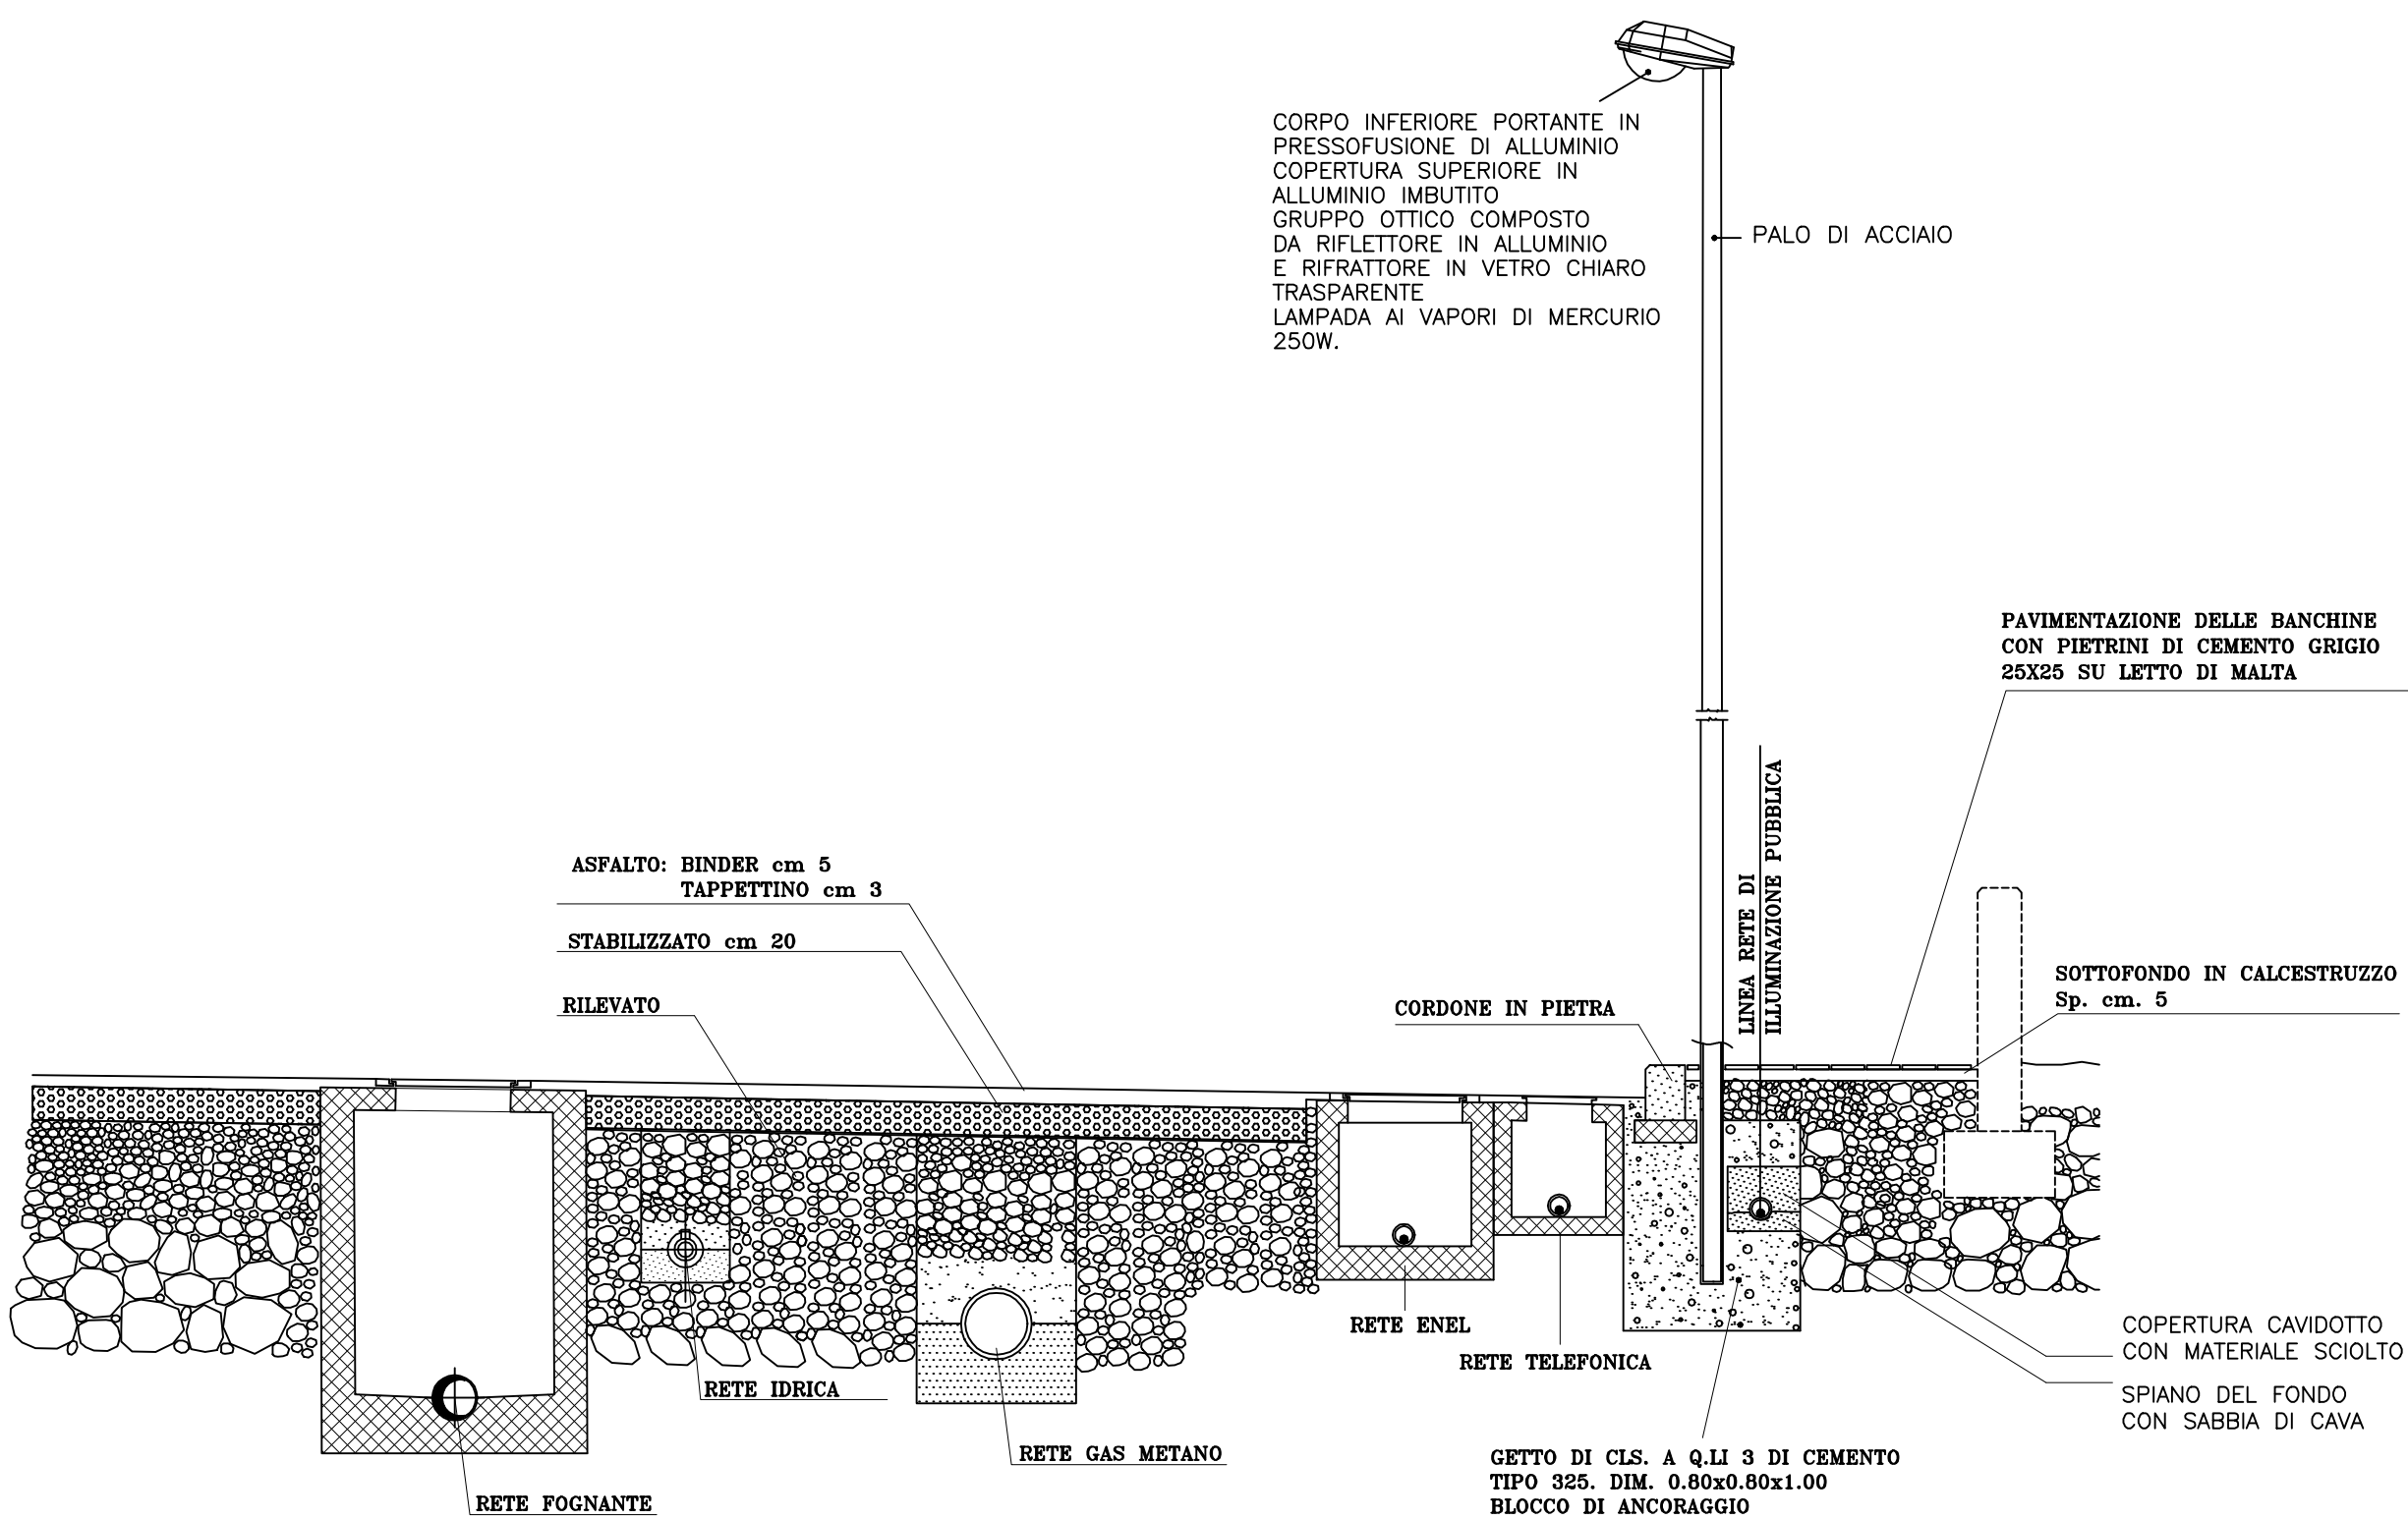 CORPO INFERIORE PORTANTE IN
PRESSOFUSIONE DI ALLUMINIO
COPERTURA SUPERIORE IN
ALLUMINIO IMBUTITO
GRUPPO OTTICO COMPOSTO
DA RIFLETTORE IN ALLUMINIO
E RIFRATTORE IN VETRO CHIARO
TRASPARENTE
LAMPADA AI VAPORI DI MERCURIO
250W.
PALO DI ACCIAIO
PAVIMENTAZIONE DELLE BANCHINE
CON PIETRINI DI CEMENTO GRIGIO
25X25 SU LETTO DI MALTA
LINEA RETE DI
ILLUMINAZIONE PUBBLICA
ASFALTO: BINDER cm 5
TAPPETTINO cm 3
STABILIZZATO cm 20
RILEVATO
CORDONE IN PIETRA
SOTTOFONDO IN CALCESTRUZZO
Sp. cm. 5
RETE ENEL
RETE TELEFONICA
COPERTURA CAVIDOTTO
CON MATERIALE SCIOLTO
SPIANO DEL FONDO
CON SABBIA DI CAVA
RETE IDRICA
RETE GAS METANO
RETE FOGNANTE
GETTO DI CLS. A Q.LI 3 DI CEMENTO
TIPO 325. DIM. 0.80x0.80x1.00
BLOCCO DI ANCORAGGIO